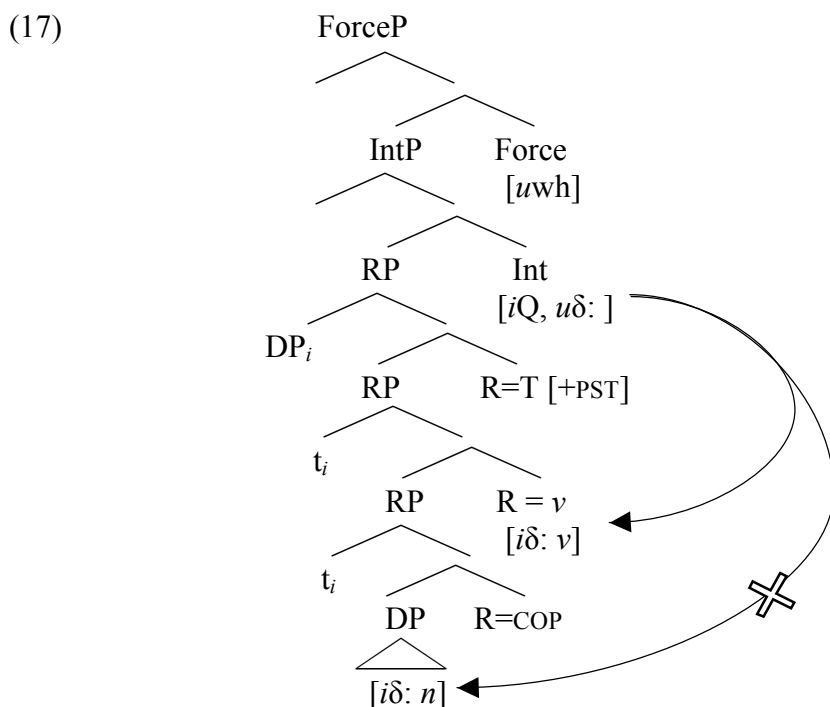 (17) ForceP
IntP Force
[uwh]
RP Int
[iQ, uδ: ]
DPi
RP R=T [+PST]
ti
RP R = v
[iδ: v]
ti
DP R=COP
[iδ: n]